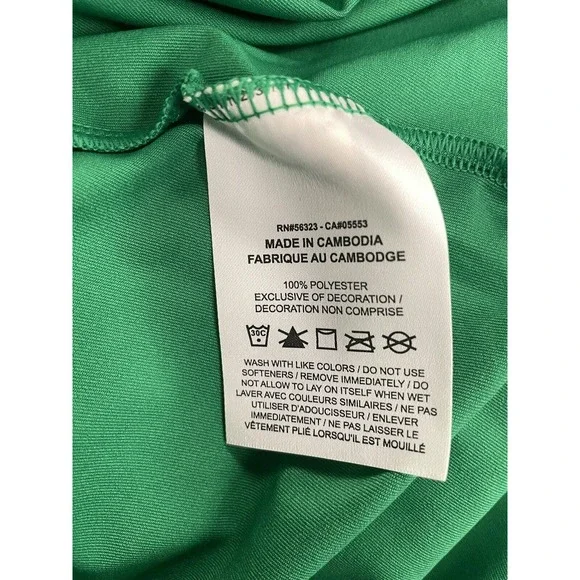 RN#56323 - CA#05553
MADE IN CAMBODIA
FABRIQUE AU CAMBODGE
100% POLYESTER
EXCLUSIVE OF DECORATION /
DECORATION NON COMPRISE
30C
WASH WITH LIKE COLORS / DO NOT USE
SOFTENERS / REMOVE IMMEDIATELY / DO
NOT ALLOW TO LAY ON ITSELF WHEN WET
LAVER AVEC COULEURS SIMILAIRES / NE PAS
UTILISER D'ADOUCISSEUR / ENLEVER
IMMEDIATEMENT / NE PAS LAISSER LE
VÊTEMENT PLIÉ LORSQU'IL EST MOUILLÉ